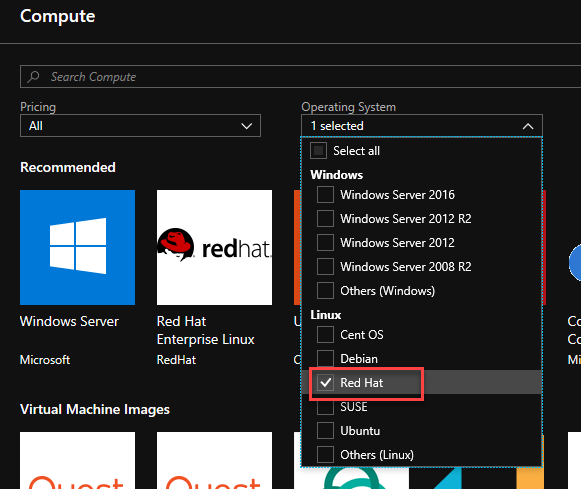 Compute
Search Compute
Pricing
Operating System
All
1 selected
Select all
Recommended
Windows
Windows Server 2016
Windows Server 2012 R2
Windows Server 2012
Windows Server 2008 R2
Others (Windows)
Linux
Cent OS
Debian
Red Hat
SUSE
Ubuntu
Others (Linux)
redhat.
Windows Server
Microsoft
Red Hat
Enterprise Linux
RedHat
U
C
Co
Co
Mi
Virtual Machine Images
Quest
Quest